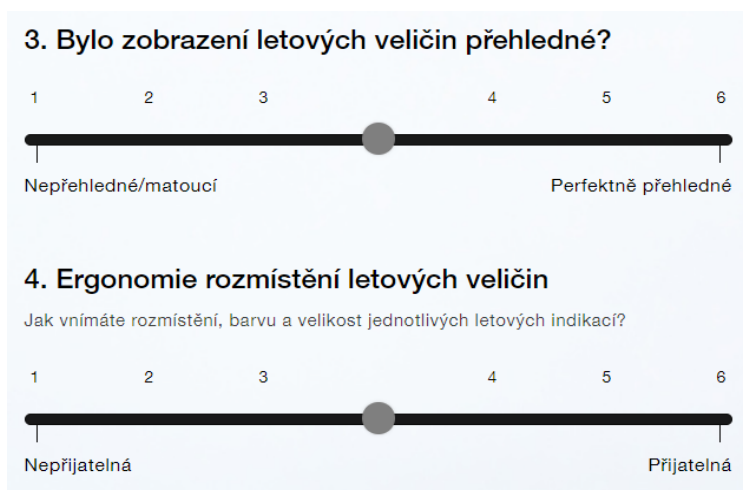 3. Bylo zobrazení letových veličin přehledné?
1 2 3 4 5 6
Nepřehledné/matoucí Perfektně přehledné
4. Ergonomie rozmístění letových veličin
Jak vnímáte rozmístění, barvu a velikost jednotlivých letových indikací?
1 2 3 4 5 6
Nepřijatelná Přijatelná